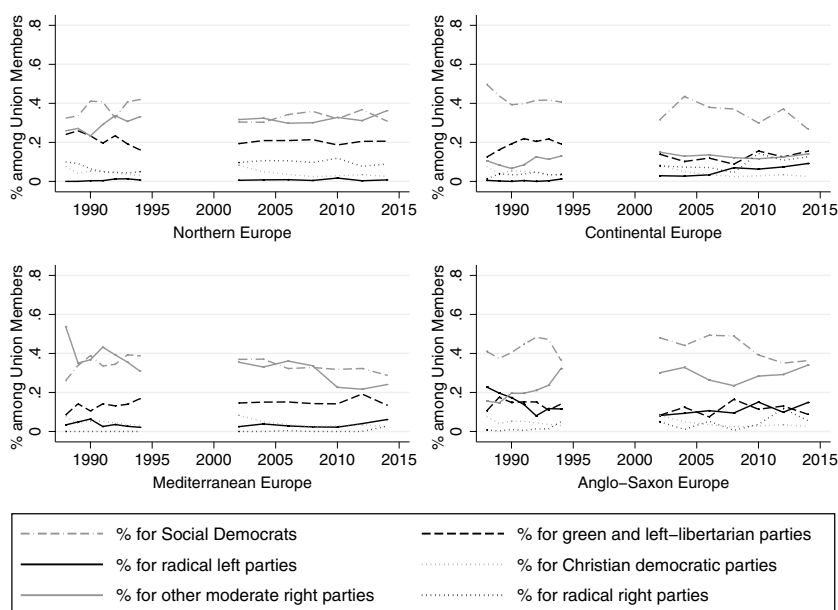 % among Union Members
0 .2 .4 .6 .8
1990 1995 2000 2005 2010 2015
Northern Europe
% among Union Members
0 .2 .4 .6 .8
1990 1995 2000 2005 2010 2015
Continental Europe
% among Union Members
0 .2 .4 .6 .8
1990 1995 2000 2005 2010 2015
Mediterranean Europe
% among Union Members
0 .2 .4 .6 .8
1990 1995 2000 2005 2010 2015
Anglo–Saxon Europe
% for Social Democrats
% for green and left–libertarian parties
% for radical left parties
% for Christian democratic parties
% for other moderate right parties
% for radical right parties